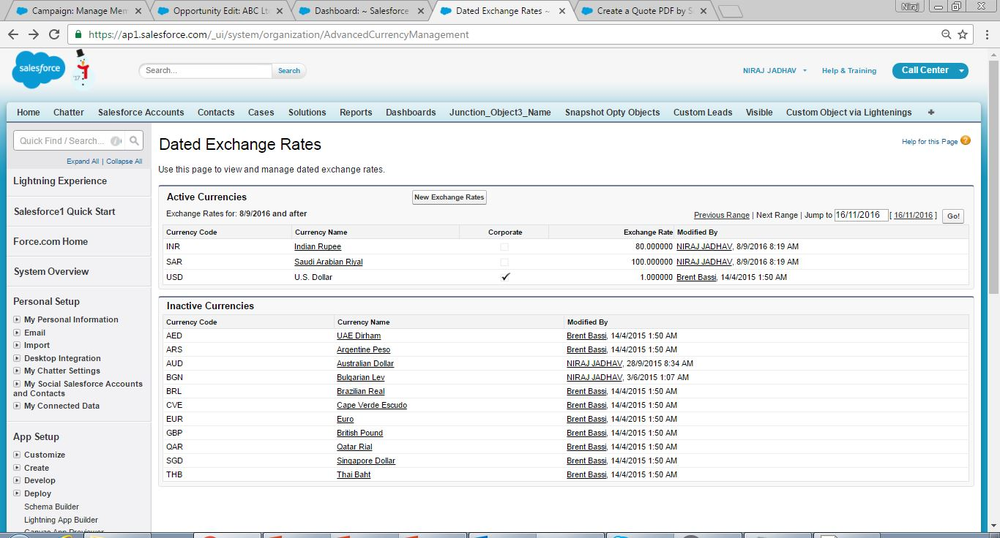 Campaign: Manage Mem
Opportunity Edit: ABC Lt
Dashboard: ~ Salesforce
Dated Exchange Rates ~
Create a Quote PDF by S
Niraj
https://ap1.salesforce.com/_ui/system/organization/AdvancedCurrencyManagement
salesforce
'17
Search...
Search
NIRAJ JADHAV
Help & Training
Call Center
Home Chatter Salesforce Accounts Contacts Cases Solutions Reports Dashboards Junction_Object3_Name Snapshot Opty Objects Custom Leads Visible Custom Object via Lightenings +
Quick Find / Search...
Expand All | Collapse All
Lightning Experience
Salesforce1 Quick Start
Force.com Home
System Overview
Personal Setup
My Personal Information
Email
Import
Desktop Integration
My Chatter Settings
My Social Salesforce Accounts
and Contacts
My Connected Data
App Setup
Customize
Create
Develop
Deploy
Schema Builder
Lightning App Builder
Canvas App Previewer
Dated Exchange Rates
Help for this Page ?
Use this page to view and manage dated exchange rates.
Active Currencies
New Exchange Rates
Exchange Rates for: 8/9/2016 and after
Previous Range | Next Range | Jump to 16/11/2016 [ 16/11/2016 ] Go!
Currency Code Currency Name Corporate Exchange Rate Modified By
INR Indian Rupee 80.000000 NIRAJ JADHAV, 8/9/2016 8:19 AM
SAR Saudi Arabian Riyal 100.000000 NIRAJ JADHAV, 8/9/2016 8:19 AM
USD U.S. Dollar 1.000000 Brent Bassi, 14/4/2015 1:50 AM
Inactive Currencies
Currency Code Currency Name Modified By
AED UAE Dirham Brent Bassi, 14/4/2015 1:50 AM
ARS Argentine Peso Brent Bassi, 14/4/2015 1:50 AM
AUD Australian Dollar NIRAJ JADHAV, 28/9/2015 8:34 AM
BGN Bulgarian Lev NIRAJ JADHAV, 3/6/2015 1:07 AM
BRL Brazilian Real Brent Bassi, 14/4/2015 1:50 AM
CVE Cape Verde Escudo Brent Bassi, 14/4/2015 1:50 AM
EUR Euro Brent Bassi, 14/4/2015 1:50 AM
GBP British Pound Brent Bassi, 14/4/2015 1:50 AM
QAR Qatar Rial Brent Bassi, 14/4/2015 1:50 AM
SGD Singapore Dollar Brent Bassi, 14/4/2015 1:50 AM
THB Thai Baht Brent Bassi, 14/4/2015 1:50 AM